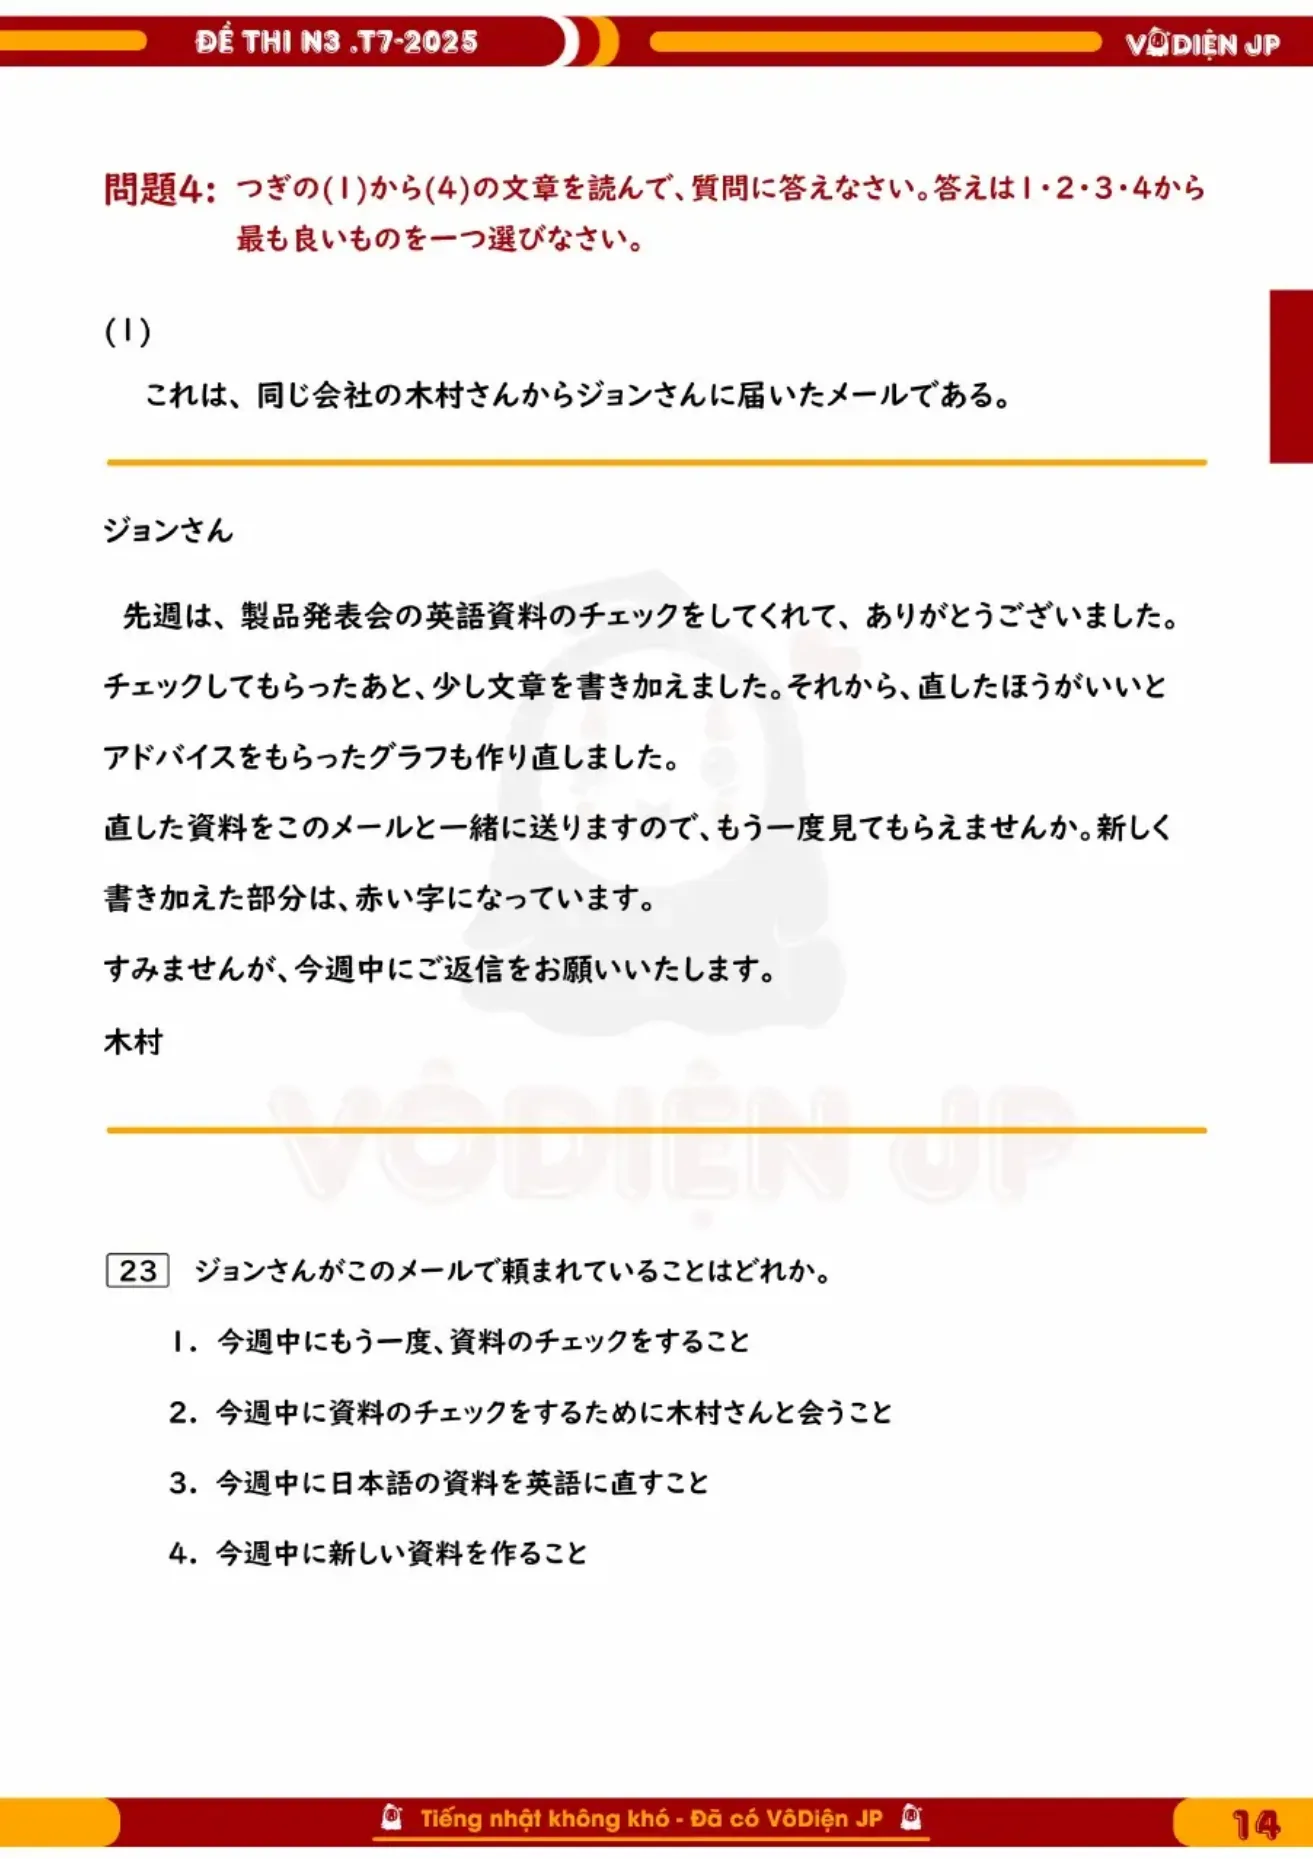 ĐỀ THI N3 .T7-2025
VÔDIỆN JP
問題4: つぎの(1)から(4)の文章を読んで、質問に答えなさい。答えは1・2・3・4から
最も良いものを一つ選びなさい。
(1)
これは、同じ会社の木村さんからジョンさんに届いたメールである。
ジョンさん
先週は、製品発表会の英語資料のチェックをしてくれて、ありがとうございました。
チェックしてもらったあと、少し文章を書き加えました。それから、直したほうがいいと
アドバイスをもらったグラフも作り直しました。
直した資料をこのメールと一緒に送りますので、もう一度見てもらえませんか。新しく
書き加えた部分は、赤い字になっています。
すみませんが、今週中にご返信をお願いいたします。
木村
VÔDIỆN JP
23 ジョンさんがこのメールで頼まれていることはどれか。
1. 今週中にもう一度、資料のチェックをすること
2. 今週中に資料のチェックをするために木村さんと会うこと
3. 今週中に日本語の資料を英語に直すこと
4. 今週中に新しい資料を作ること
Tiếng nhật không khó - Đã có VôDiện JP
14